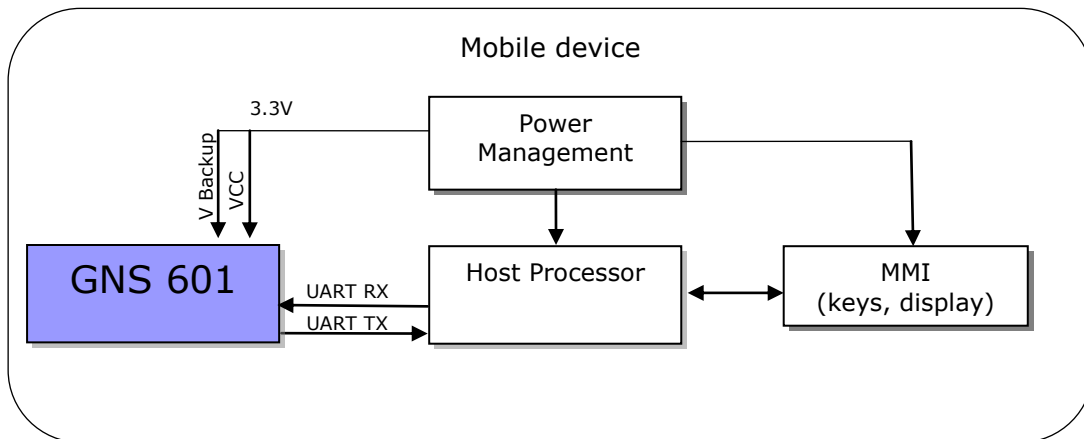 Mobile device
3.3V
Power
Management
V Backup
VCC
GNS 601
Host Processor
MMI
(keys, display)
UART RX
UART TX